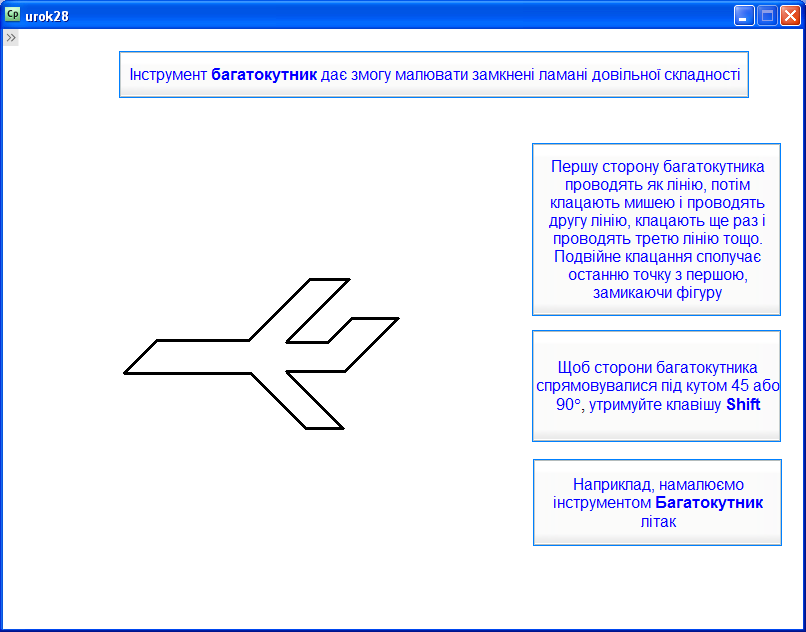 Cp urok28
»
Інструмент багатокутник дає змогу малювати замкнені ламані довільної складності
Першу сторону багатокутника
проводять як лінію, потім
клацають мишею і проводять
другу лінію, клацають ще раз і
проводять третю лінію тощо.
Подвійне клацання сполучає
останню точку з першою,
замикаючи фігуру
Щоб сторони багатокутника
спрямовувалися під кутом 45 або
90°, утримуйте клавішу Shift
Наприклад, намалюємо
інструментом Багатокутник
літак